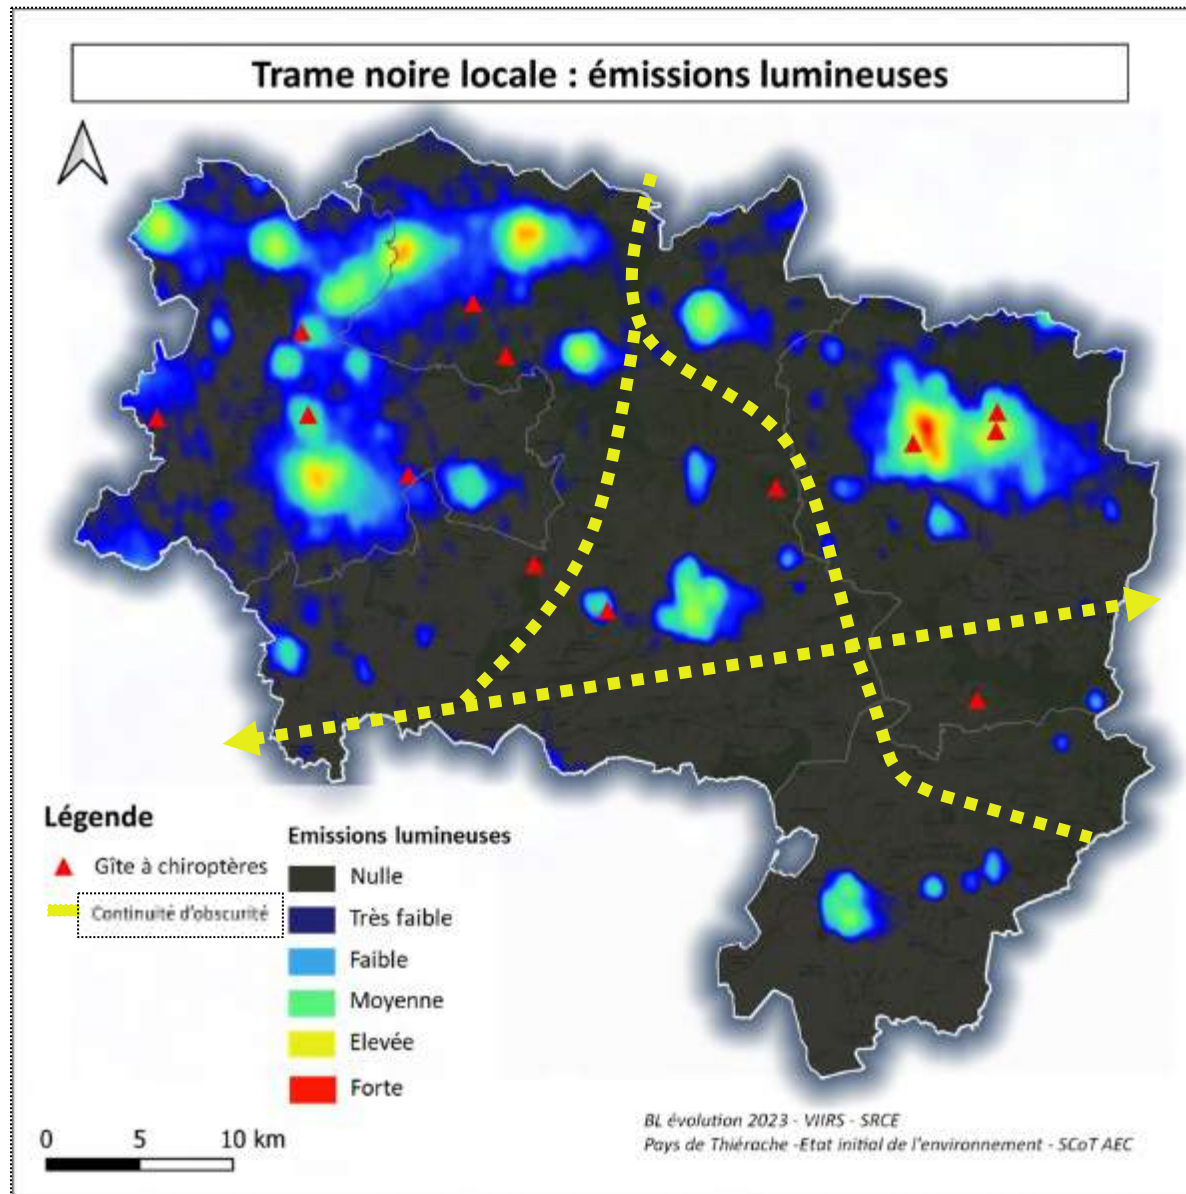 Trame noire locale : émissions lumineuses
Légende
Gîte à chiroptères
Continuité d'obscurité
Emissions lumineuses
Nulle
Très faible
Faible
Moyenne
Elevée
Forte
0 5 10 km
BL évolution 2023 - VIIRS - SRCE
Pays de Thiérache -Etat initial de l'environnement - SCoT AEC